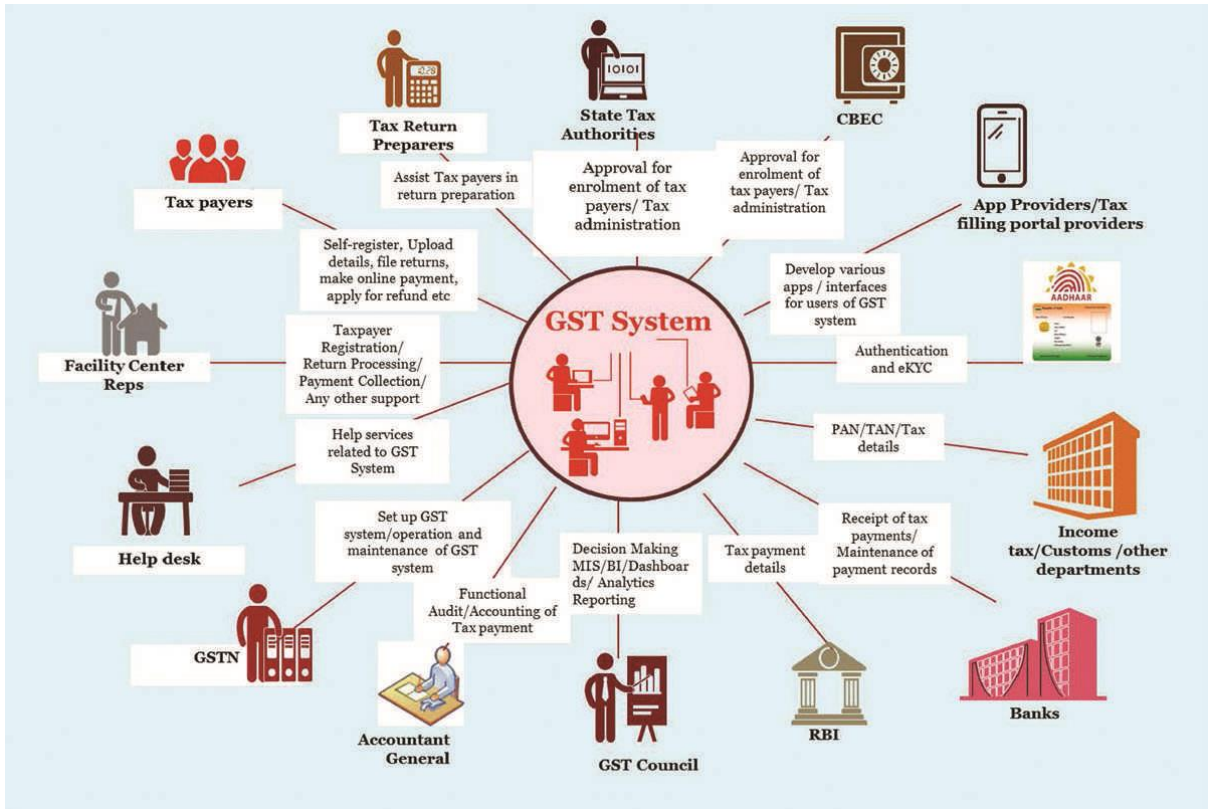 10.28
Tax Return
Preparers
10101
State Tax
Authorities
CBEC
Assist Tax payers in
return preparation
Approval for
enrolment of tax
payers/ Tax
administration
Approval for
enrolment of
tax payers/ Tax
administration
Tax payers
App Providers/Tax
filling portal providers
Self-register, Upload
details, file returns,
make online payment,
apply for refund etc
GST System
Develop various
apps / interfaces
for users of GST
system
AADHAAR
Facility Center
Reps
Taxpayer
Registration/
Return Processing/
Payment Collection/
Any other support
Authentication
and eKYC
Help services
related to GST
System
PAN/TAN/Tax
details
Help desk
Set up GST
system/operation and
maintenance of GST
system
Decision Making
MIS/BI/Dashboar
ds/ Analytics
Reporting
Tax payment
details
Receipt of tax
payments/
Maintenance of
payment records
Income
tax/Customs /other
departments
Functional
Audit/Accounting of
Tax payment
GSTN
Accountant
General
GST Council
RBI
Banks